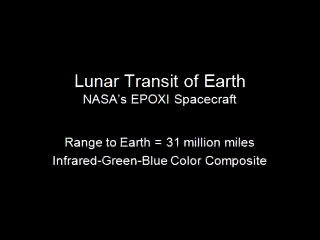 Lunar Transit of Earth
NASA's EPOXI Spacecraft
Range to Earth = 31 million miles
Infrared-Green-Blue Color Composite